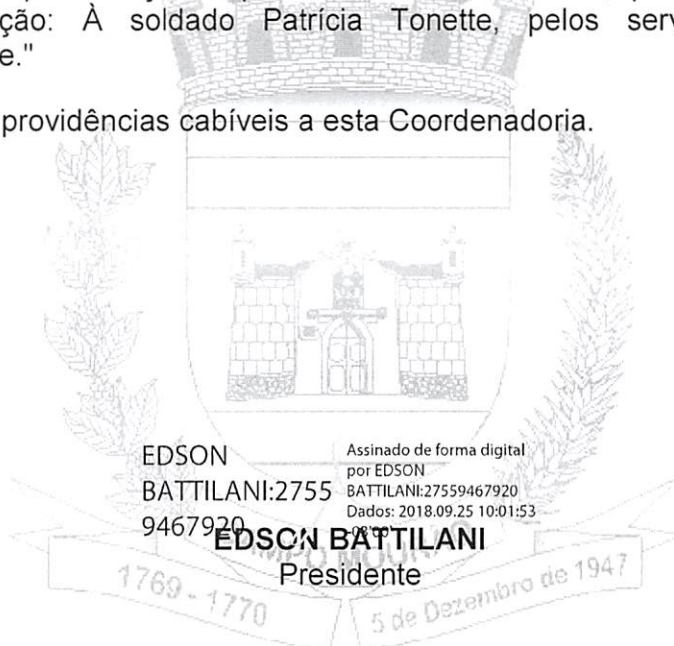 ção: À soldado Patrícia Tonette, pelos serv
e."
providências cabíveis a esta Coordenadoria.
EDSON
BATTILANI:2755
9467920
Assinado de forma digital
por EDSON
BATTILANI:27559467920
Dados: 2018.09.25 10:01:53
EDSON BATTILANI
Presidente
MOURÃO
1769 - 1770
5 de Dezembro de 1947